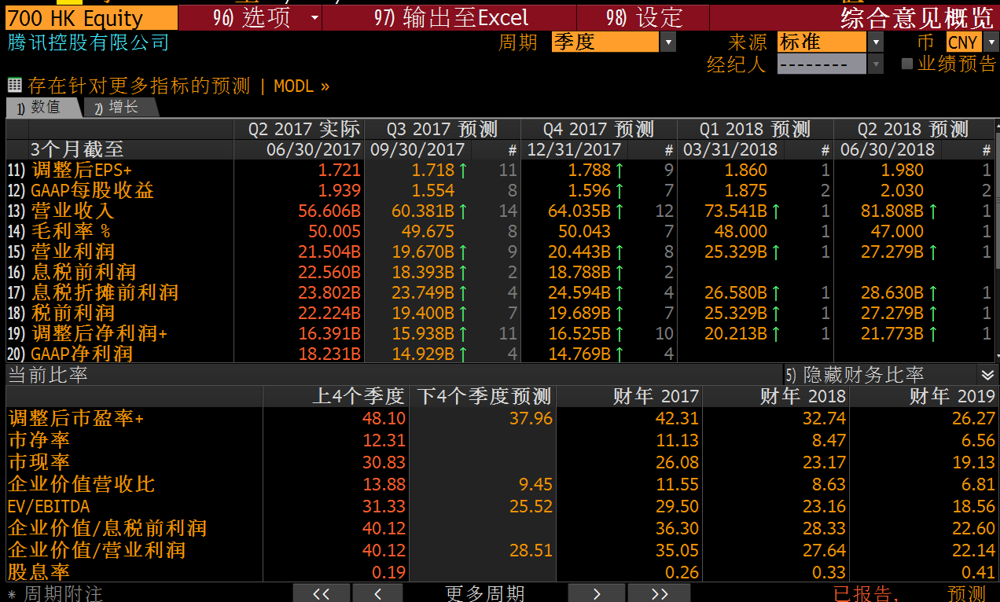 700 HK Equity 96) 选项 97) 输出至Excel 98) 设定 综合意见概览
腾讯控股有限公司 周期 季度 来源 标准 币 CNY
经纪人 -------- 业绩预告
存在针对更多指标的预测 | MODL »
1) 数值 2) 增长
Q2 2017 实际 Q3 2017 预测 Q4 2017 预测 Q1 2018 预测 Q2 2018 预测
3个月截至 06/30/2017 09/30/2017 # 12/31/2017 # 03/31/2018 # 06/30/2018 #
11) 调整后EPS+ 1.721 1.718 ↑ 11 1.788 ↑ 9 1.860 1 1.980 1
12) GAAP每股收益 1.939 1.554 8 1.596 ↑ 7 1.875 2 2.030 2
13) 营业收入 56.606B 60.381B ↑ 14 64.035B ↑ 12 73.541B ↑ 1 81.808B ↑ 1
14) 毛利率 % 50.005 49.675 8 50.043 7 48.000 1 47.000 1
15) 营业利润 21.504B 19.670B ↑ 9 20.443B ↑ 8 25.329B ↑ 1 27.279B ↑ 1
16) 息税前利润 22.560B 18.393B ↑ 2 18.788B ↑ 2
17) 息税折摊前利润 23.802B 23.749B ↑ 4 24.594B ↑ 4 26.580B ↑ 1 28.630B ↑ 1
18) 税前利润 22.224B 19.400B ↑ 7 19.689B ↑ 7 25.329B ↑ 1 27.279B ↑ 1
19) 调整后净利润+ 16.391B 15.938B ↑ 11 16.525B ↑ 10 20.213B ↑ 1 21.773B ↑ 1
20) GAAP净利润 18.231B 14.929B ↑ 4 14.769B ↑ 4
当前比率 5) 隐藏财务比率
上4个季度 下4个季度预测 财年 2017 财年 2018 财年 2019
调整后市盈率+ 48.10 37.96 42.31 32.74 26.27
市净率 12.31 11.13 8.47 6.56
市现率 30.83 26.08 23.17 19.13
企业价值营收比 13.88 9.45 11.55 8.63 6.81
EV/EBITDA 31.33 25.52 29.50 23.16 18.56
企业价值/息税前利润 40.12 36.30 28.33 22.60
企业价值/营业利润 40.12 28.51 35.05 27.64 22.14
股息率 0.19 0.26 0.33 0.41
* 周期附注 << < 更多周期 > >> 已报告, 预测